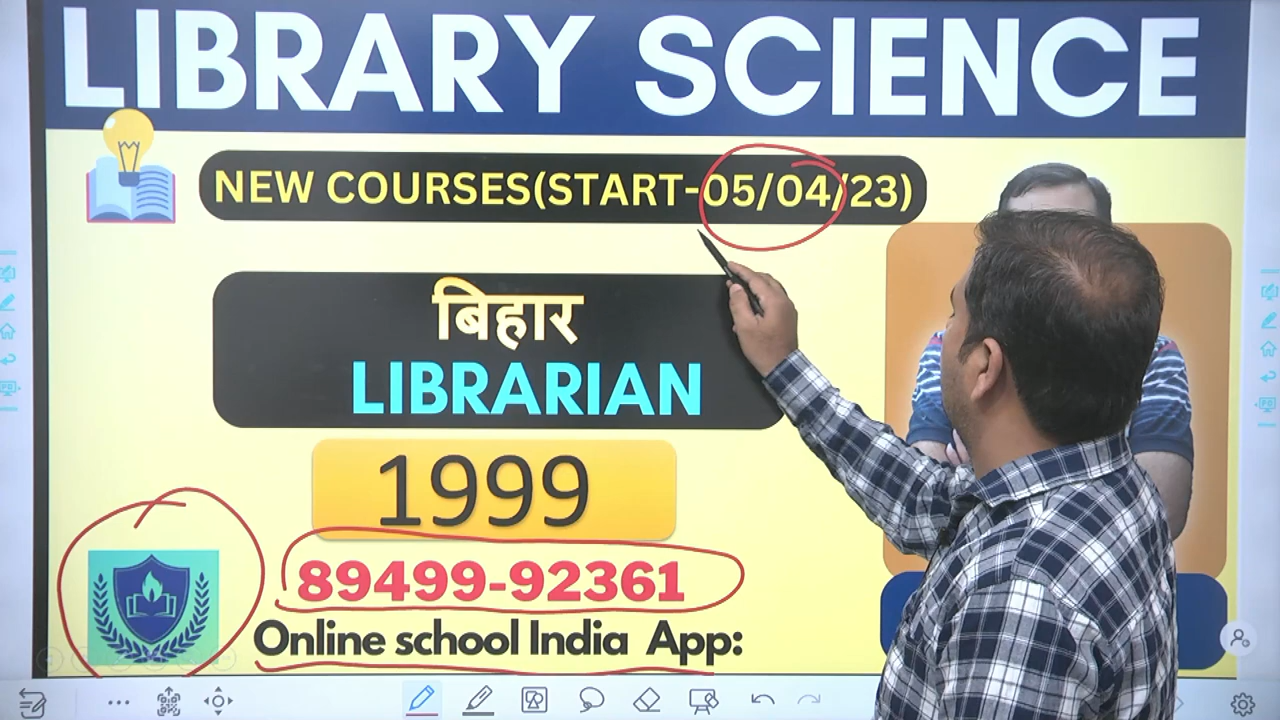 LIBRARY SCIENCE
NEW COURSES(START-05/04/23)
बिहार
LIBRARIAN
1999
89499-92361
Online school India App: